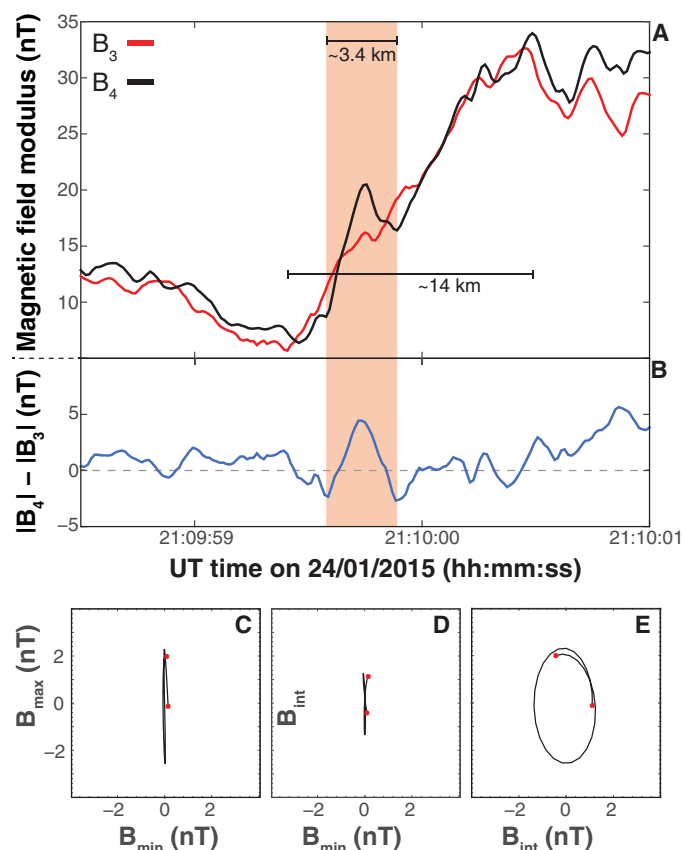 Magnetic field modulus (nT)
A
B3
B4
~3.4 km
~14 km
35
30
25
20
15
10
B
|B4| – |B3| (nT)
5
0
−5
21:09:59
21:10:00
21:10:01
UT time on 24/01/2015 (hh:mm:ss)
C
D
E
Bmax (nT)
2
0
−2
Bint
−2
0
2
−2
0
2
−2
0
2
Bmin (nT)
Bmin (nT)
Bint (nT)